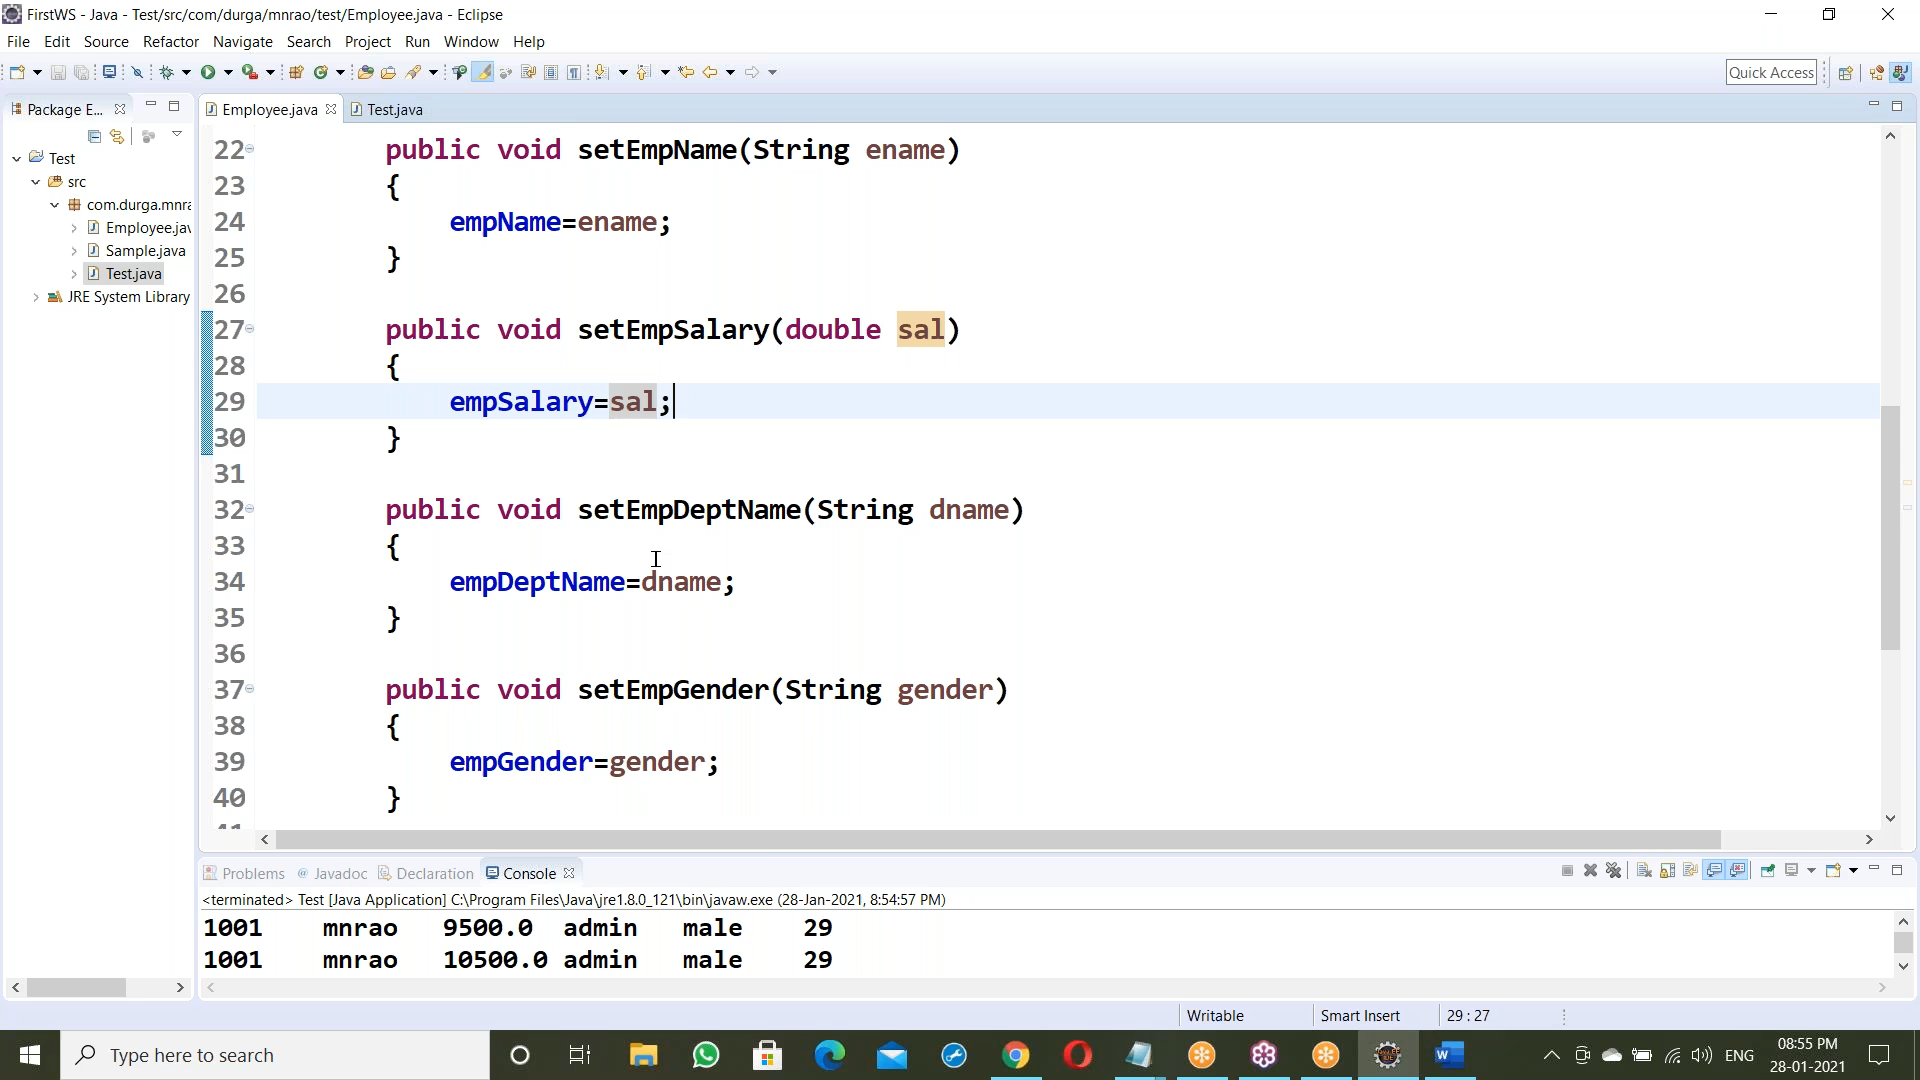 FirstWS - Java - Test/src/com/durga/mnrao/test/Employee.java - Eclipse
File Edit Source Refactor Navigate Search Project Run Window Help
Quick Access
Package E...
Employee.java
Test.java
Test
src
com.durga.mnra
Employee.jav
Sample.java
Test.java
JRE System Library
22 public void setEmpName(String ename)
23 {
24 empName=ename;
25 }
26
27 public void setEmpSalary(double sal)
28 {
29 empSalary=sal;
30 }
31
32 public void setEmpDeptName(String dname)
33 {
34 empDeptName=dname;
35 }
36
37 public void setEmpGender(String gender)
38 {
39 empGender=gender;
40 }
Problems Javadoc Declaration Console
<terminated> Test [Java Application] C:\Program Files\Java\jre1.8.0_121\bin\javaw.exe (28-Jan-2021, 8:54:57 PM)
1001 mnrao 9500.0 admin male 29
1001 mnrao 10500.0 admin male 29
Writable Smart Insert 29 : 27
Type here to search
ENG
08:55 PM
28-01-2021